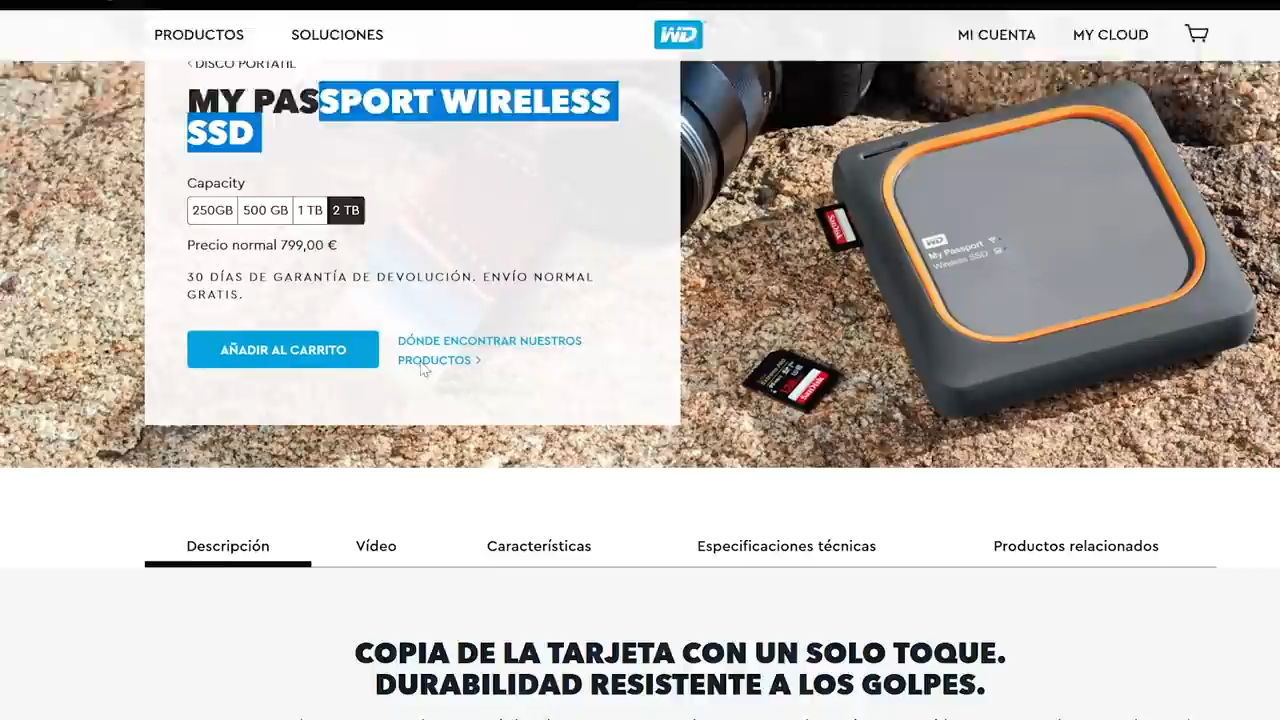 PRODUCTOS
SOLUCIONES
WD
MI CUENTA
MY CLOUD
‹ DISCO PORTÁTIL
MY PASSPORT WIRELESS
SSD
Capacity
250GB
500 GB
1 TB
2 TB
Precio normal 799,00 €
30 DÍAS DE GARANTÍA DE DEVOLUCIÓN. ENVÍO NORMAL
GRATIS.
AÑADIR AL CARRITO
DÓNDE ENCONTRAR NUESTROS
PRODUCTOS >
SanDisk
WD
My Passport
Wireless SSD
SanDisk
Descripción
Vídeo
Características
Especificaciones técnicas
Productos relacionados
COPIA DE LA TARJETA CON UN SOLO TOQUE.
DURABILIDAD RESISTENTE A LOS GOLPES.